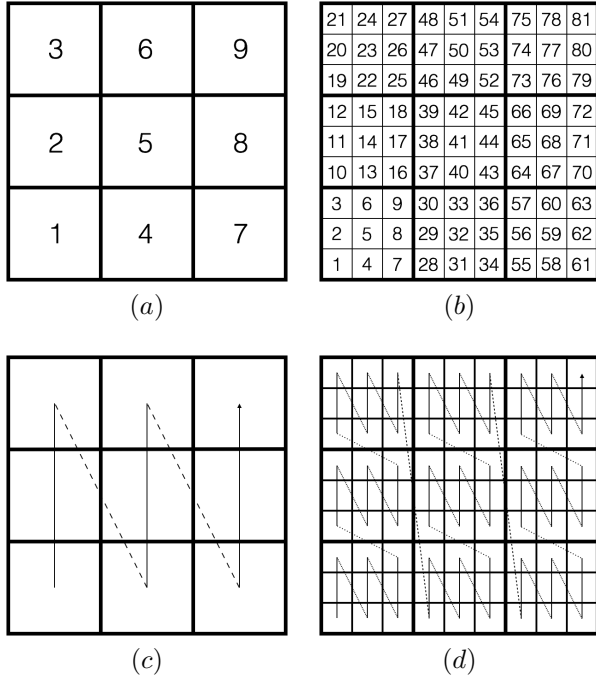 3 6 9
2 5 8
1 4 7
(a)
21 24 27 48 51 54 75 78 81
20 23 26 47 50 53 74 77 80
19 22 25 46 49 52 73 76 79
12 15 18 39 42 45 66 69 72
11 14 17 38 41 44 65 68 71
10 13 16 37 40 43 64 67 70
3 6 9 30 33 36 57 60 63
2 5 8 29 32 35 56 59 62
1 4 7 28 31 34 55 58 61
(b)
(c)
(d)